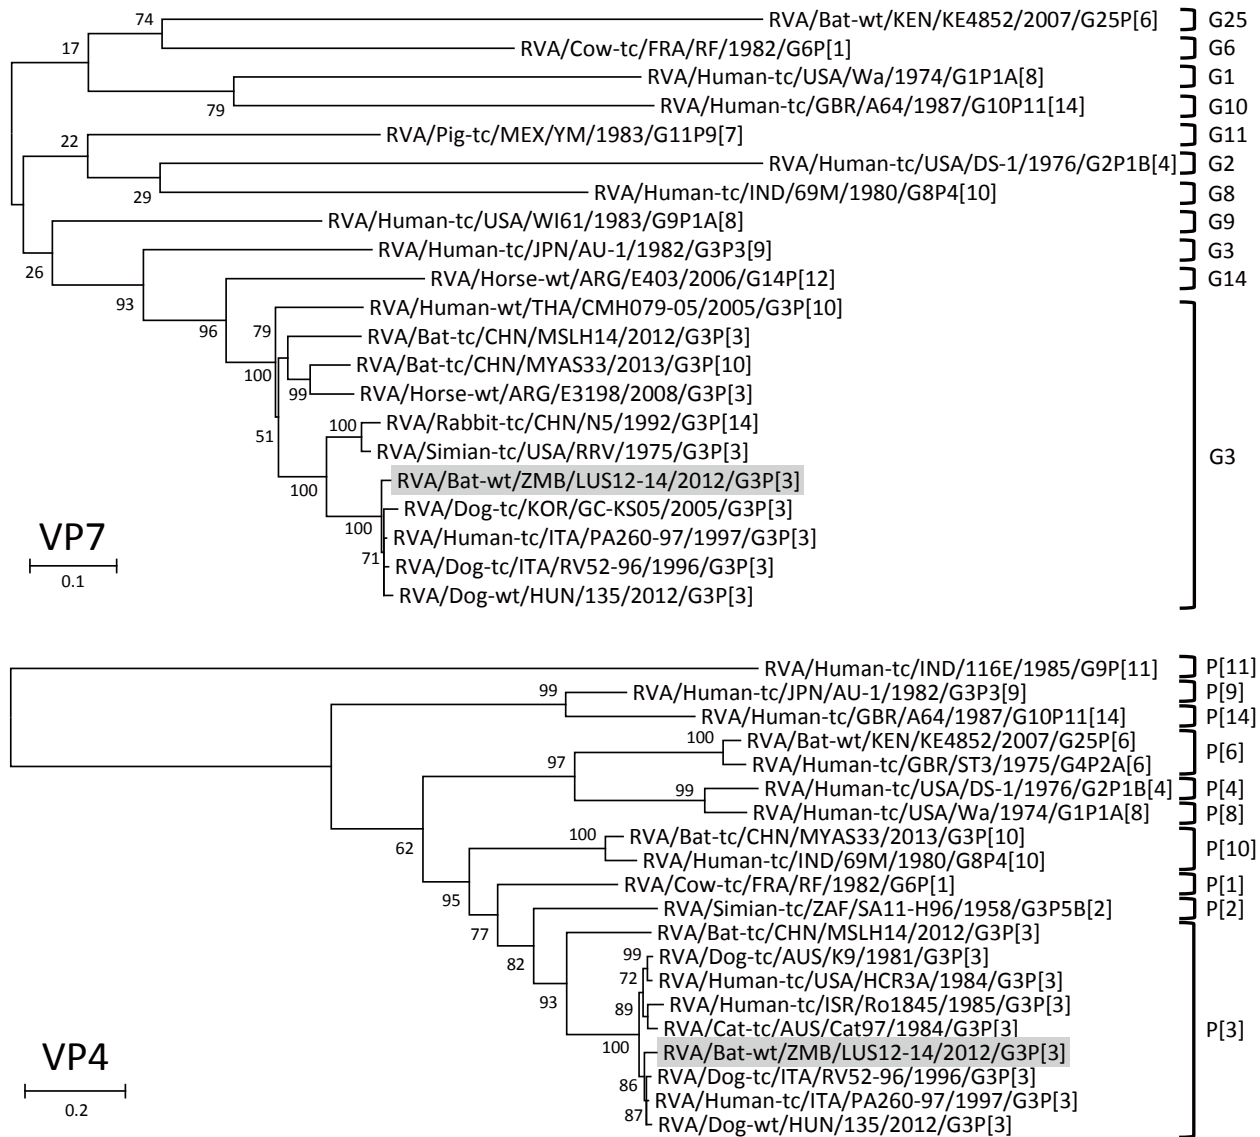 74
RVA/Bat-wt/KEN/KE4852/2007/G25P[6] G25
17
RVA/Cow-tc/FRA/RF/1982/G6P[1] G6
RVA/Human-tc/USA/Wa/1974/G1P1A[8] G1
79
RVA/Human-tc/GBR/A64/1987/G10P11[14] G10
22
RVA/Pig-tc/MEX/YM/1983/G11P9[7] G11
RVA/Human-tc/USA/DS-1/1976/G2P1B[4] G2
29
RVA/Human-tc/IND/69M/1980/G8P4[10] G8
RVA/Human-tc/USA/WI61/1983/G9P1A[8] G9
26
RVA/Human-tc/JPN/AU-1/1982/G3P3[9] G3
93
RVA/Horse-wt/ARG/E403/2006/G14P[12] G14
96
79
RVA/Human-wt/THA/CMH079-05/2005/G3P[10]
RVA/Bat-tc/CHN/MSLH14/2012/G3P[3]
100
RVA/Bat-tc/CHN/MYAS33/2013/G3P[10]
99
RVA/Horse-wt/ARG/E3198/2008/G3P[3]
51
100
RVA/Rabbit-tc/CHN/N5/1992/G3P[14]
RVA/Simian-tc/USA/RRV/1975/G3P[3]
G3
100
RVA/Bat-wt/ZMB/LUS12-14/2012/G3P[3]
RVA/Dog-tc/KOR/GC-KS05/2005/G3P[3]
100
RVA/Human-tc/ITA/PA260-97/1997/G3P[3]
71
RVA/Dog-tc/ITA/RV52-96/1996/G3P[3]
RVA/Dog-wt/HUN/135/2012/G3P[3]
VP7
0.1
RVA/Human-tc/IND/116E/1985/G9P[11] P[11]
99
RVA/Human-tc/JPN/AU-1/1982/G3P3[9] P[9]
RVA/Human-tc/GBR/A64/1987/G10P11[14] P[14]
100
RVA/Bat-wt/KEN/KE4852/2007/G25P[6]
P[6]
97
RVA/Human-tc/GBR/ST3/1975/G4P2A[6]
99
RVA/Human-tc/USA/DS-1/1976/G2P1B[4] P[4]
RVA/Human-tc/USA/Wa/1974/G1P1A[8] P[8]
62
100
RVA/Bat-tc/CHN/MYAS33/2013/G3P[10]
P[10]
RVA/Human-tc/IND/69M/1980/G8P4[10]
95
RVA/Cow-tc/FRA/RF/1982/G6P[1] P[1]
77
RVA/Simian-tc/ZAF/SA11-H96/1958/G3P5B[2] P[2]
82
RVA/Bat-tc/CHN/MSLH14/2012/G3P[3]
93
99
RVA/Dog-tc/AUS/K9/1981/G3P[3]
72
RVA/Human-tc/USA/HCR3A/1984/G3P[3]
89
RVA/Human-tc/ISR/Ro1845/1985/G3P[3]
RVA/Cat-tc/AUS/Cat97/1984/G3P[3]
P[3]
100
RVA/Bat-wt/ZMB/LUS12-14/2012/G3P[3]
86
RVA/Dog-tc/ITA/RV52-96/1996/G3P[3]
RVA/Human-tc/ITA/PA260-97/1997/G3P[3]
87
RVA/Dog-wt/HUN/135/2012/G3P[3]
VP4
0.2